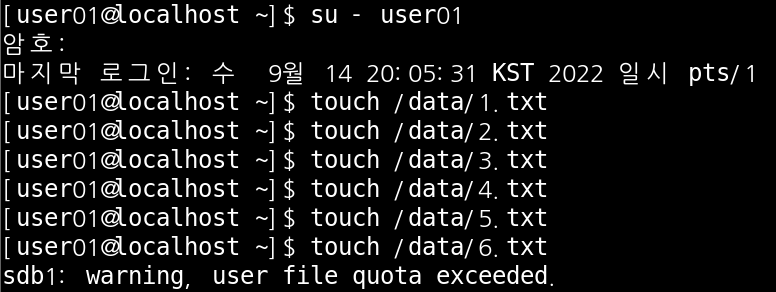 [user01@localhost ~]$ su - user01
암호:
마지막 로그인: 수  9월 14 20:05:31 KST 2022 일시 pts/1
[user01@localhost ~]$ touch /data/1.txt
[user01@localhost ~]$ touch /data/2.txt
[user01@localhost ~]$ touch /data/3.txt
[user01@localhost ~]$ touch /data/4.txt
[user01@localhost ~]$ touch /data/5.txt
[user01@localhost ~]$ touch /data/6.txt
sdb1: warning, user file quota exceeded.